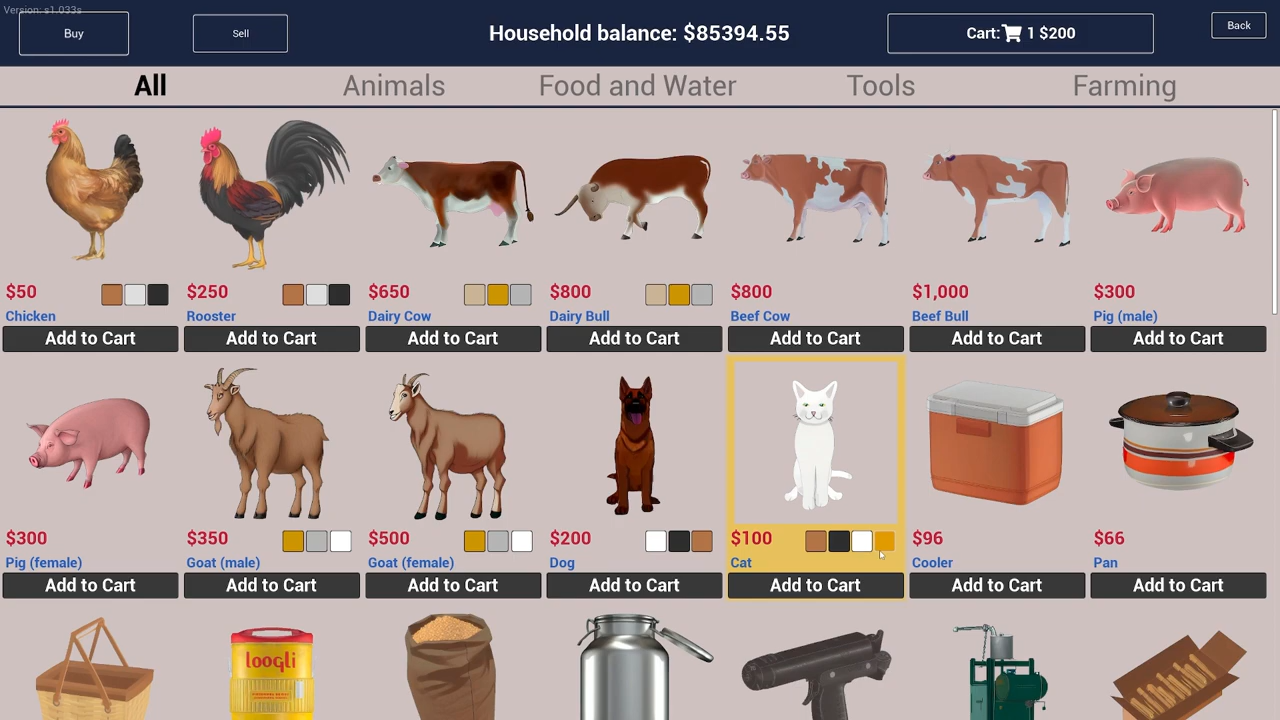 Version: s1.033s
Buy
Sell
Household balance: $85394.55
Cart: 1 $200
Back
All
Animals
Food and Water
Tools
Farming
$50
Chicken
Add to Cart
$250
Rooster
Add to Cart
$650
Dairy Cow
Add to Cart
$800
Dairy Bull
Add to Cart
$800
Beef Cow
Add to Cart
$1,000
Beef Bull
Add to Cart
$300
Pig (male)
Add to Cart
$300
Pig (female)
Add to Cart
$350
Goat (male)
Add to Cart
$500
Goat (female)
Add to Cart
$200
Dog
Add to Cart
$100
Cat
Add to Cart
$96
Cooler
Add to Cart
$66
Pan
Add to Cart
loogli